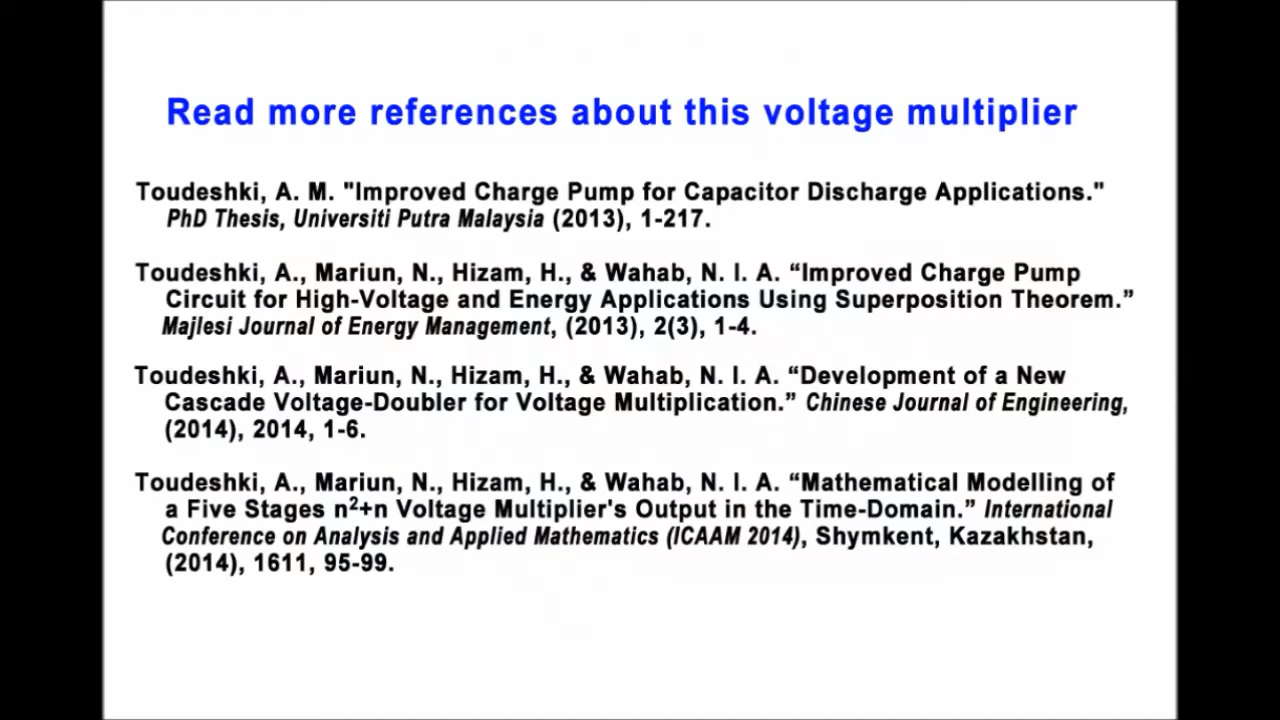 Read more references about this voltage multiplier
Toudeshki, A. M. "Improved Charge Pump for Capacitor Discharge Applications."
PhD Thesis, Universiti Putra Malaysia (2013), 1-217.
Toudeshki, A., Mariun, N., Hizam, H., & Wahab, N. I. A. “Improved Charge Pump
Circuit for High-Voltage and Energy Applications Using Superposition Theorem.”
Majlesi Journal of Energy Management, (2013), 2(3), 1-4.
Toudeshki, A., Mariun, N., Hizam, H., & Wahab, N. I. A. “Development of a New
Cascade Voltage-Doubler for Voltage Multiplication.” Chinese Journal of Engineering,
(2014), 2014, 1-6.
Toudeshki, A., Mariun, N., Hizam, H., & Wahab, N. I. A. “Mathematical Modelling of
a Five Stages n²+n Voltage Multiplier's Output in the Time-Domain.” International
Conference on Analysis and Applied Mathematics (ICAAM 2014), Shymkent, Kazakhstan,
(2014), 1611, 95-99.